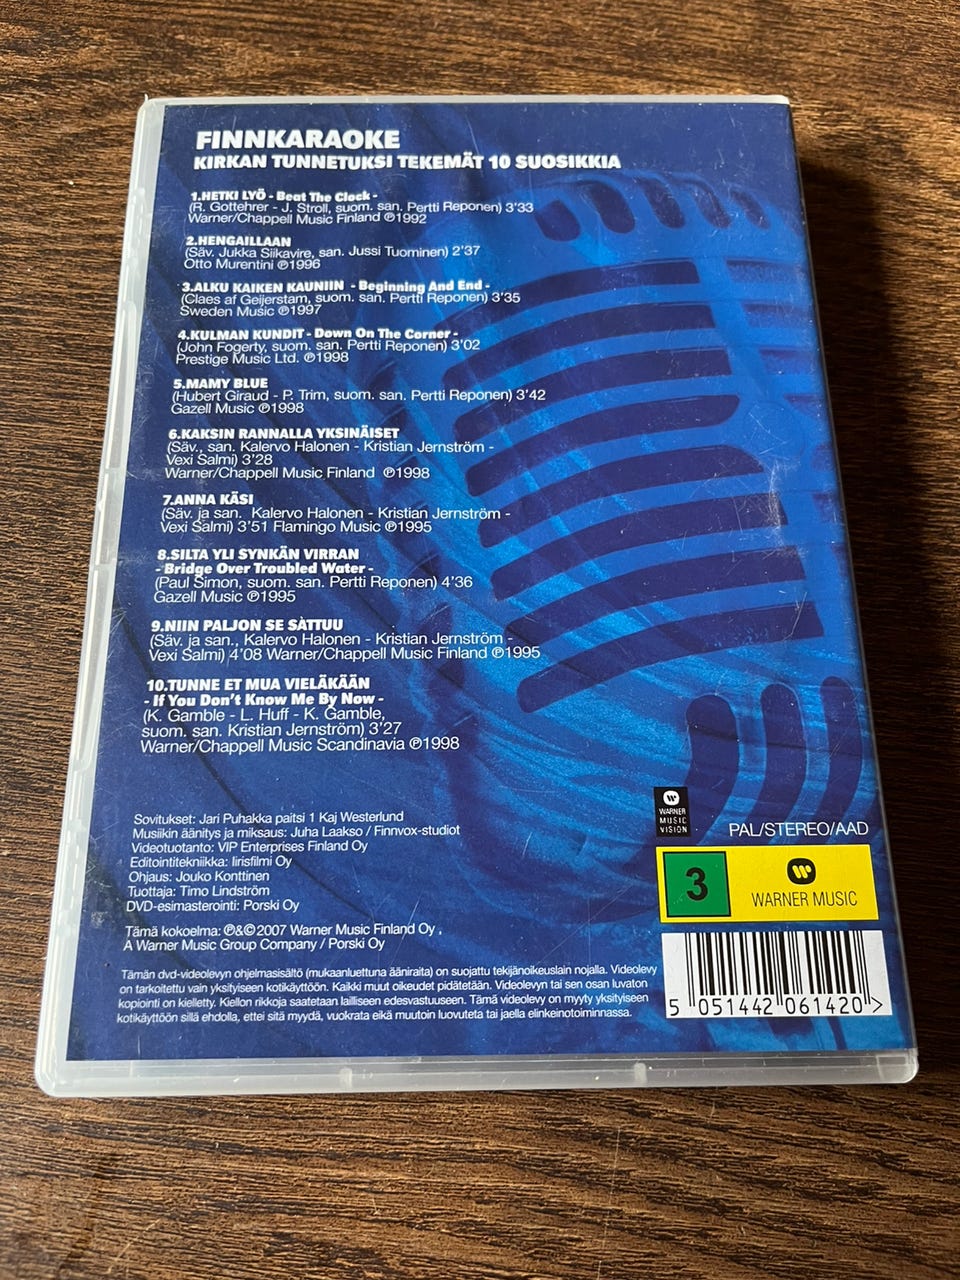 FINNKARAOKE
KIRKAN TUNNETUKSI TEKEMÄT 10 SUOSIKKIA
1.HETKI LYÖ - Beat The Clock -
(R. Gottehrer - J. Stroll, suom. san. Pertti Reponen) 3'33
Warner/Chappell Music Finland ℗1992
2.HENGAILLAAN
(Säv. Jukka Siikavire, san. Jussi Tuominen) 2'37
Otto Murentini ℗1996
3.ALKU KAIKEN KAUNIIN - Beginning And End -
(Claes af Geijerstam, suom. san. Pertti Reponen) 3'35
Sweden Music ℗1997
4.KULMAN KUNDIT - Down On The Corner -
(John Fogerty, suom. san. Pertti Reponen) 3'02
Prestige Music Ltd. ℗1998
5.MAMY BLUE
(Hubert Giraud - P. Trim, suom. san. Pertti Reponen) 3'42
Gazell Music ℗1998
6.KAKSIN RANNALLA YKSINÄISET
(Säv., san. Kalervo Halonen - Kristian Jernström -
Vexi Salmi) 3'28
Warner/Chappell Music Finland ℗1998
7.ANNA KÄSI
(Säv. ja san. Kalervo Halonen - Kristian Jernström -
Vexi Salmi) 3'51 Flamingo Music ℗1995
8.SILTA YLI SYNKÄN VIRRAN
- Bridge Over Troubled Water -
(Paul Simon, suom. san. Pertti Reponen) 4'36
Gazell Music ℗1995
9.NIIN PALJON SE SATTUU
(Säv. ja san., Kalervo Halonen - Kristian Jernström -
Vexi Salmi) 4'08 Warner/Chappell Music Finland ℗1995
10.TUNNE ET MUA VIELÄKÄÄN
- If You Don't Know Me By Now -
(K. Gamble - L. Huff - K. Gamble,
suom. san. Kristian Jernström) 3'27
Warner/Chappell Music Scandinavia ℗1998
Sovitukset: Jari Puhakka paitsi 1 Kaj Westerlund
Musiikin äänitys ja miksaus: Juha Laakso / Finnvox-studiot
Videotuotanto: VIP Enterprises Finland Oy
Editointitekniikka: Iirisfilmi Oy
Ohjaus: Jouko Konttinen
Tuottaja: Timo Lindström
DVD-esimasterointi: Porski Oy
Tämä kokoelma: ℗&© 2007 Warner Music Finland Oy ,
A Warner Music Group Company / Porski Oy
Tämän dvd-videolevyn ohjelmasisältö (mukaanluettuna ääniraita) on suojattu tekijänoikeuslain nojalla. Videolevy
on tarkoitettu vain yksityiseen kotikäyttöön. Kaikki muut oikeudet pidätetään. Videolevyn tai sen osan luvaton
kopiointi on kielletty. Kiellon rikkoja saatetaan lailliseen edesvastuuseen. Tämä videolevy on myyty yksityiseen
kotikäyttöön sillä ehdolla, ettei sitä myydä, vuokrata eikä muutoin luovuteta tai jaella elinkeinotoiminnassa.
WARNER
MUSIC
VISION
PAL/STEREO/AAD
3
WARNER MUSIC
5 051442 061420 >